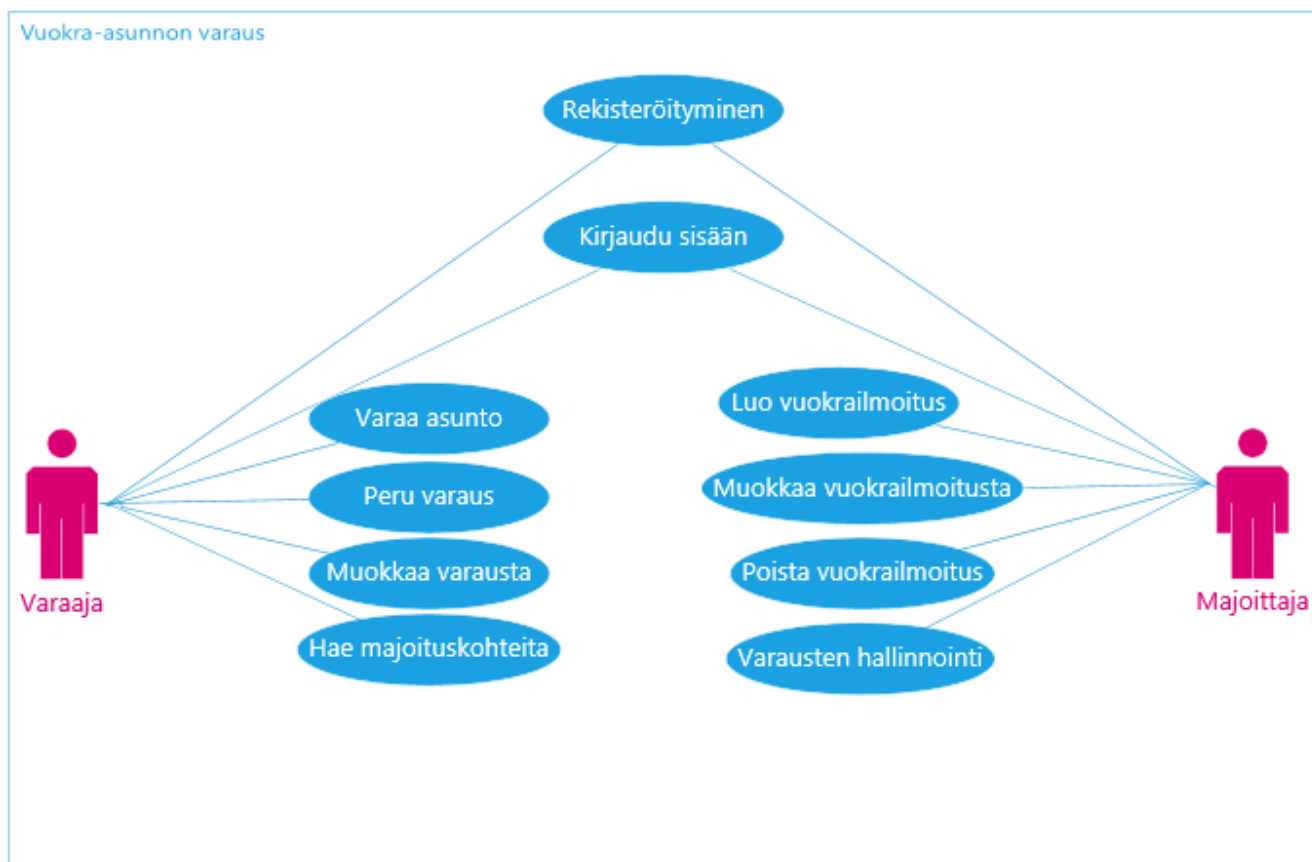 Vuokra-asunnon varaus
Rekisteröityminen
Kirjaudu sisään
Varaa asunto
Peru varaus
Muokkaa varausta
Hae majoituskohteita
Luo vuokrailmoitus
Muokkaa vuokrailmoitusta
Poista vuokrailmoitus
Varausten hallinnointi
Varaaja
Majoittaja